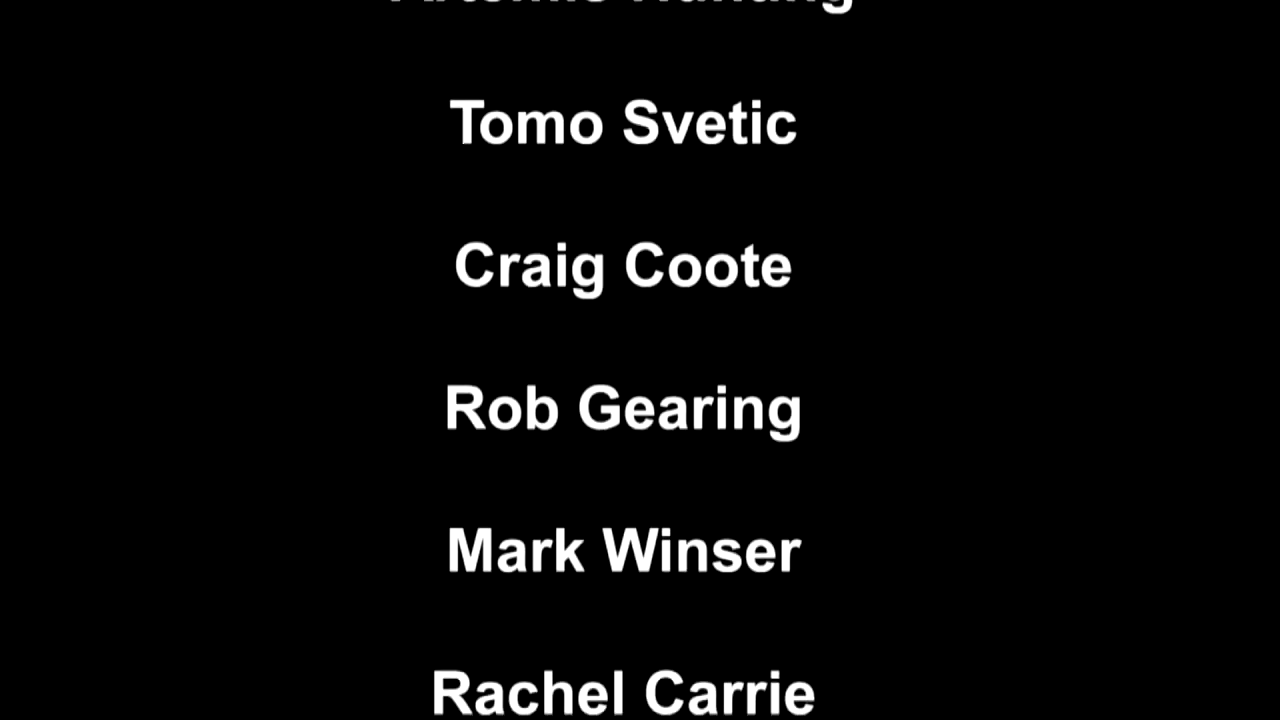 Tomo Svetic
Craig Coote
Rob Gearing
Mark Winser
Rachel Carrie